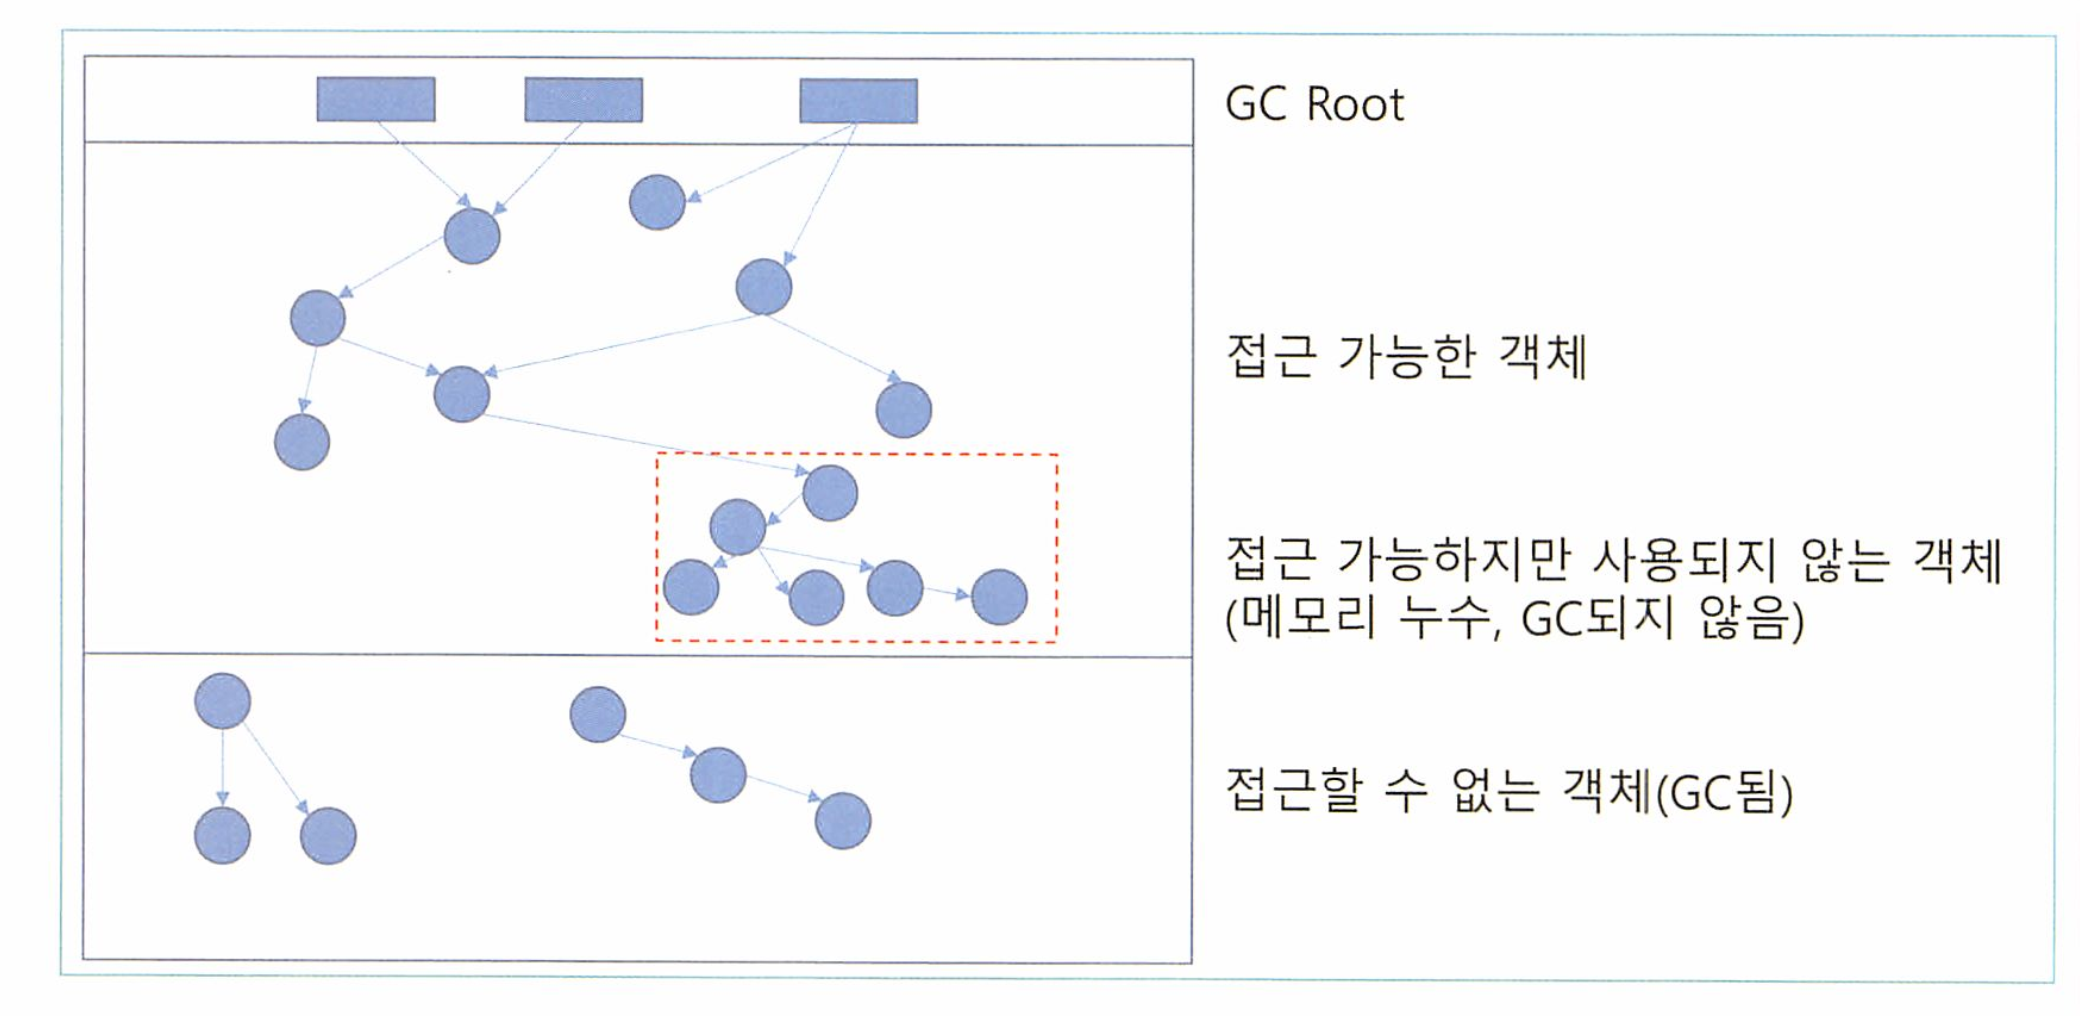 GC Root
접근 가능한 객체
접근 가능하지만 사용되지 않는 객체
(메모리 누수, GC되지 않음)
접근할 수 없는 객체(GC됨)